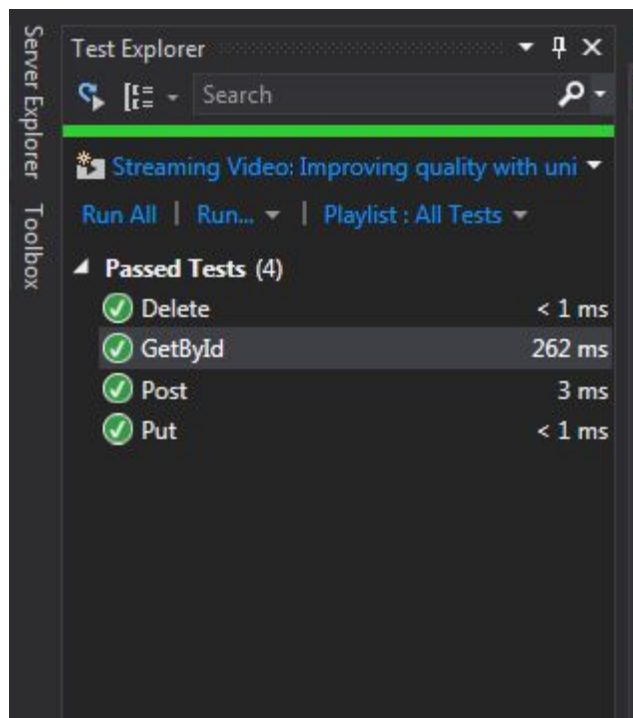 Server Explorer
Toolbox
Test Explorer
Search
Streaming Video: Improving quality with uni
Run All | Run... | Playlist : All Tests
Passed Tests (4)
Delete < 1 ms
GetById 262 ms
Post 3 ms
Put < 1 ms